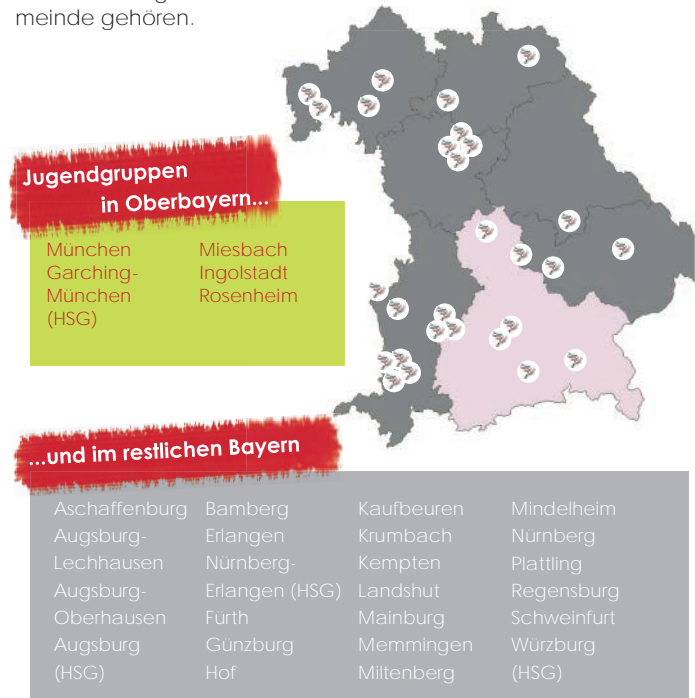 meinde gehören.
Jugendgruppen
in Oberbayern...
München
Garching-
München
(HSG)
Miesbach
Ingolstadt
Rosenheim
...und im restlichen Bayern
Aschaffenburg
Augsburg-
Lechhausen
Augsburg-
Oberhausen
Augsburg
(HSG)
Bamberg
Erlangen
Nürnberg-
Erlangen (HSG)
Fürth
Günzburg
Hof
Kaufbeuren
Krumbach
Kempten
Landshut
Mainburg
Memmingen
Miltenberg
Mindelheim
Nürnberg
Plattling
Regensburg
Schweinfurt
Würzburg
(HSG)